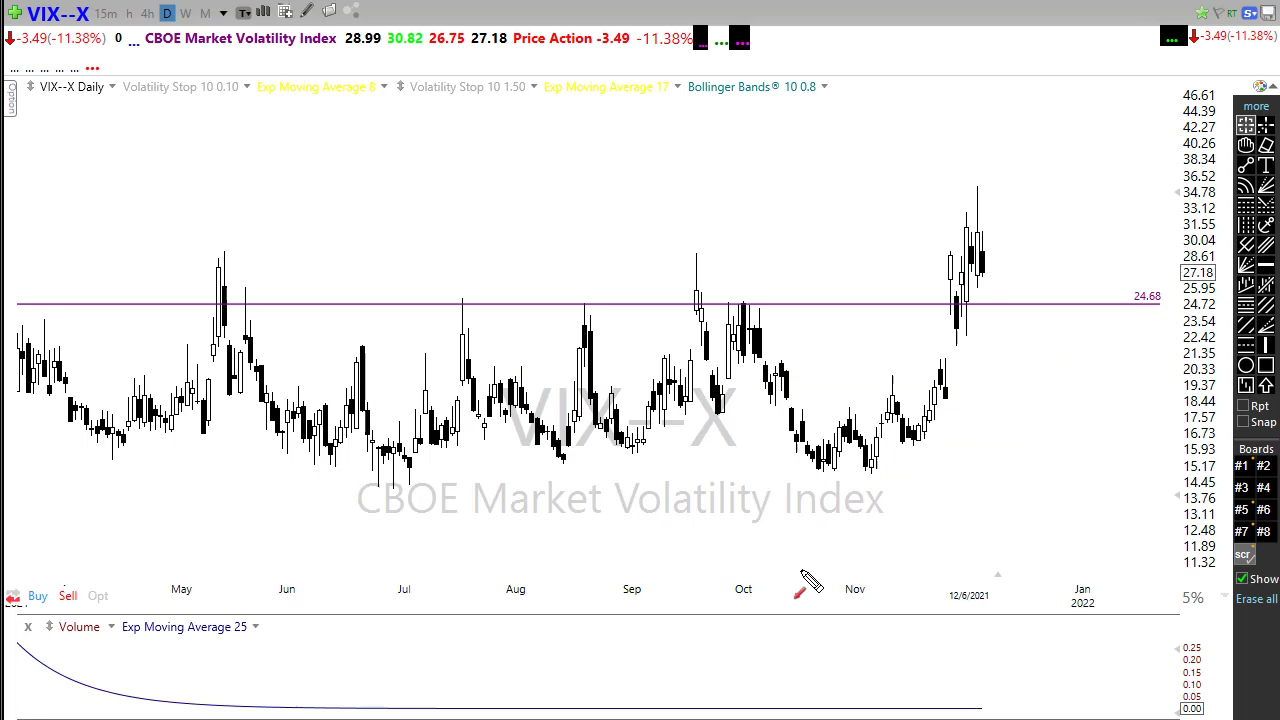 VIX--X 15m h 4h D W M T RT S
-3.49(-11.38%) 0 ... CBOE Market Volatility Index 28.99 30.82 26.75 27.18 Price Action -3.49 -11.38% ... ... ... ... -3.49(-11.38%)
... ... ... ... ... ...
Option
VIX--X Daily Volatility Stop 10 0.10 Exp Moving Average 8 Volatility Stop 10 1.50 Exp Moving Average 17 Bollinger Bands® 10 0.8
46.61
44.39
42.27
40.26
38.34
36.52
34.78
33.12
31.55
30.04
28.61
27.18
25.95
24.68
24.72
23.54
22.42
21.35
20.33
19.37
18.44
17.57
16.73
15.93
15.17
14.45
13.76
13.11
12.48
11.89
11.32
VIX--X
CBOE Market Volatility Index
more
T
Rpt
Scan
Boards
#1 #2
#3 #4
#5 #6
#7 #8
scr
Show
Erase all
May Jun Jul Aug Sep Oct Nov 12/6/2021 Jan
2022
Buy Sell Opt 5%
X Volume Exp Moving Average 25
0.25
0.20
0.15
0.10
0.05
0.00